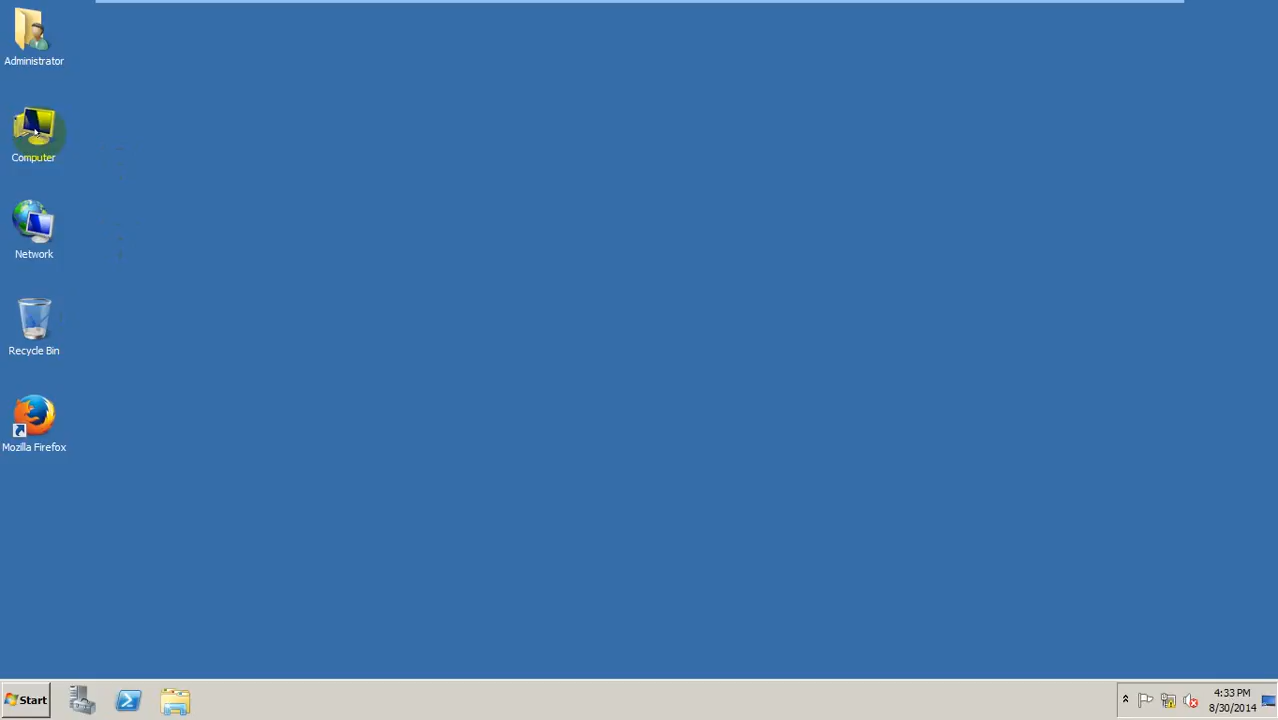 Administrator
Computer
Network
Recycle Bin
Mozilla Firefox
Start
4:33 PM
8/30/2014